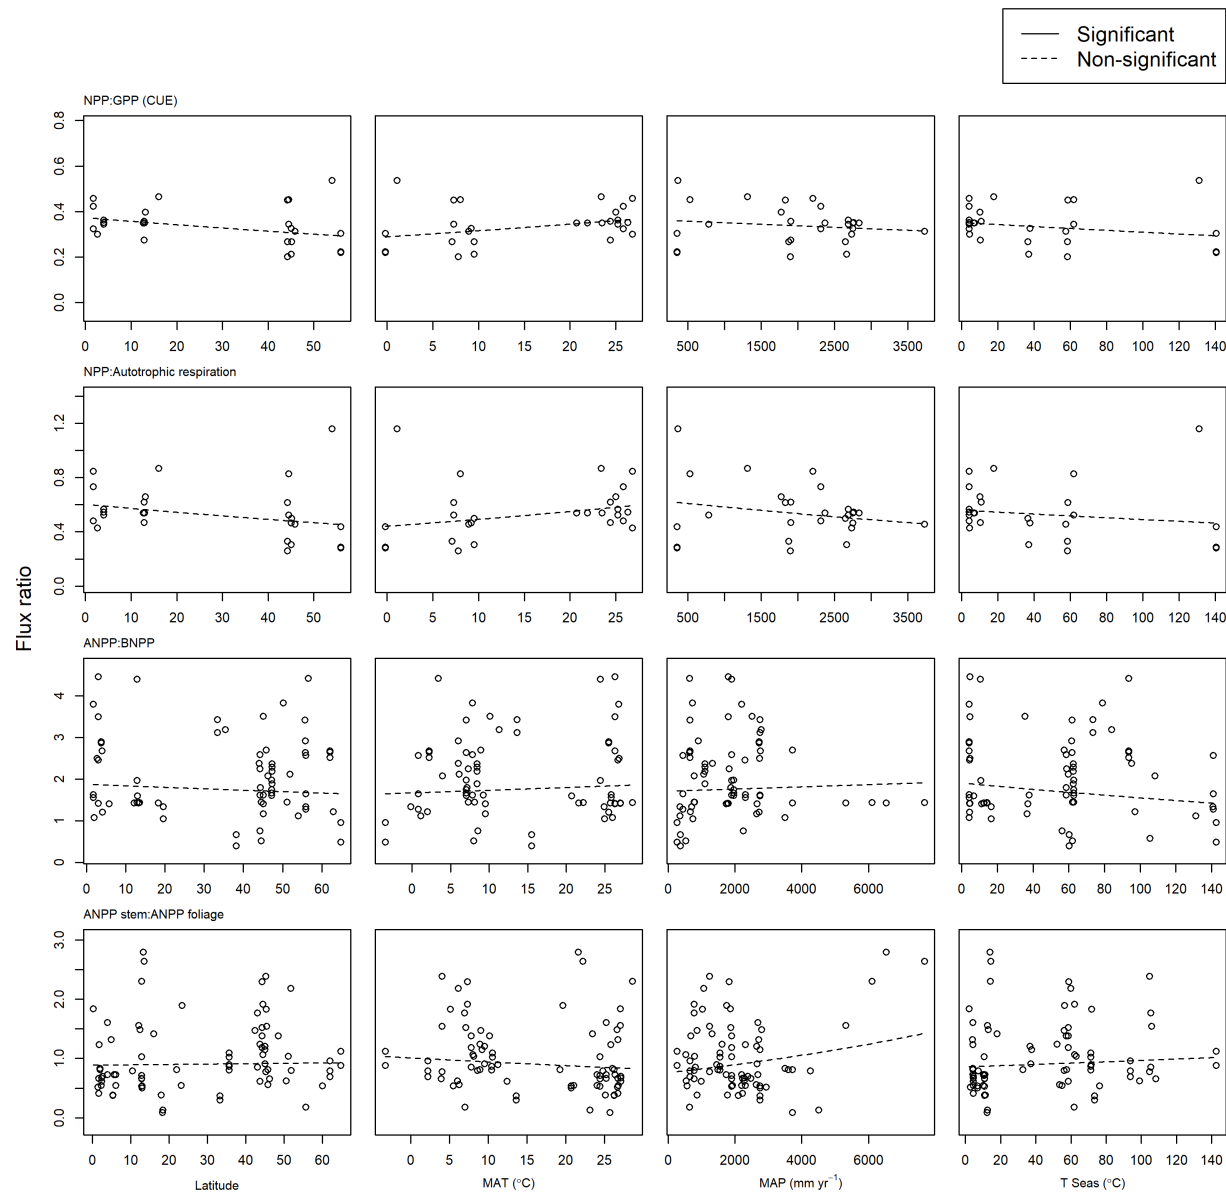 Significant
Non-significant
NPP:GPP (CUE)
0.0 0.2 0.4 0.6 0.8
0 10 20 30 40 50
0 5 10 15 20 25
500 1500 2500 3500
0 20 40 60 80 100 120 140
NPP:Autotrophic respiration
0.0 0.4 0.8 1.2
0 10 20 30 40 50
0 5 10 15 20 25
500 1500 2500 3500
0 20 40 60 80 100 120 140
Flux ratio
ANPP:BNPP
0 1 2 3 4
0 10 20 30 40 50 60
0 5 10 15 20 25
0 2000 4000 6000
0 20 40 60 80 100 120 140
ANPP stem:ANPP foliage
0.0 1.0 2.0 3.0
0 10 20 30 40 50 60
0 5 10 15 20 25
0 2000 4000 6000
0 20 40 60 80 100 120 140
Latitude
MAT (°C)
MAP (mm yr⁻¹)
T Seas (°C)